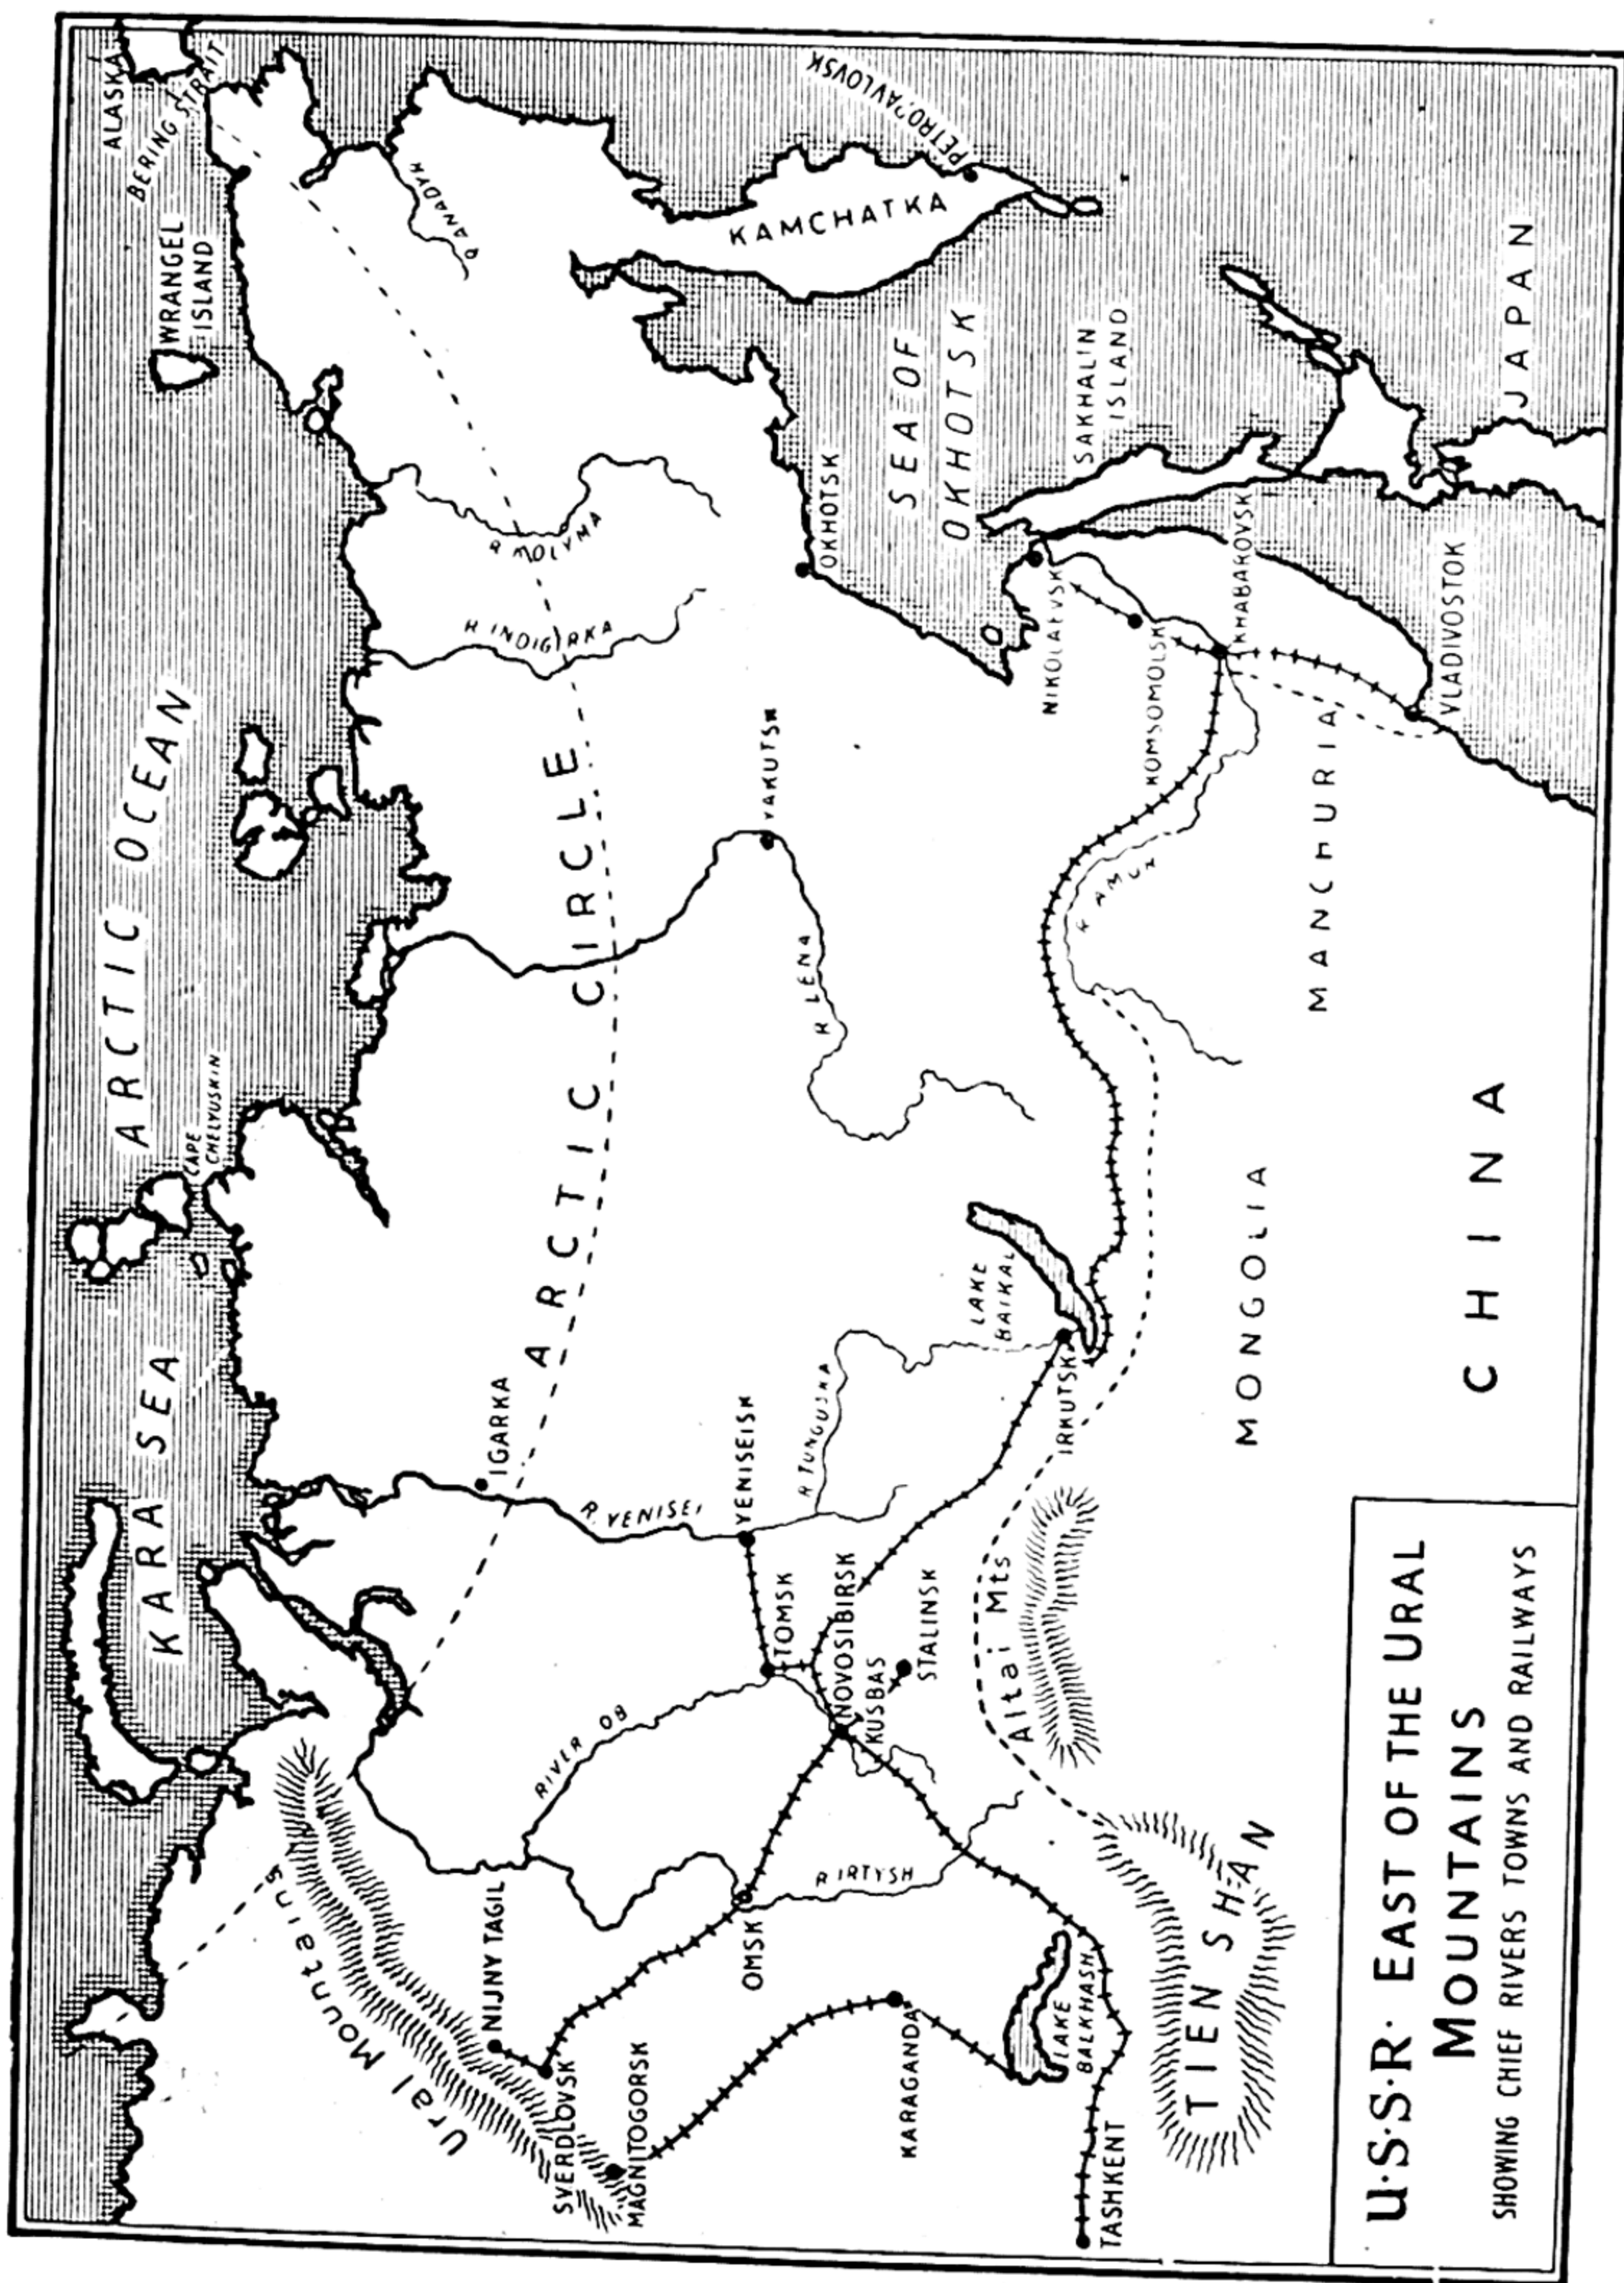 ALASKA
BERING STRAIT
WRANGEL
ISLAND
ARCTIC OCEAN
CAPE
CHELYUSKIN
KARA SEA
R ANADYR
KAMCHATKA
PETROPAVLOVSK
SEA OF
OKHOTSK
SAKHALIN
ISLAND
JAPAN
OKHOTSK
R MOLYMA
R INDIGIRKA
ARCTIC CIRCLE
YAKUTSK
R LENA
NIKOLAEVSK
KOMSOMOLSK
KHABAROVSK
VLADIVOSTOK
R AMUR
MANCHURIA
MONGOLIA
CHINA
LAKE
BAIKAL
IRKUTSK
R TUNGUSKA
IGARKA
R. YENISEI
YENISEISK
TOMSK
NOVOSIBIRSK
KUSBAS
STALINSK
Altai Mts
RIVER OB
R IRTYSH
OMSK
Ural Mountains
NIJNY TAGIL
SVERDLOVSK
MAGNITOGORSK
KARAGANDA
LAKE
BALKHASH
TASHKENT
TIEN SHAN
U·S·S·R· EAST OF THE URAL
MOUNTAINS
SHOWING CHIEF RIVERS TOWNS AND RAILWAYS